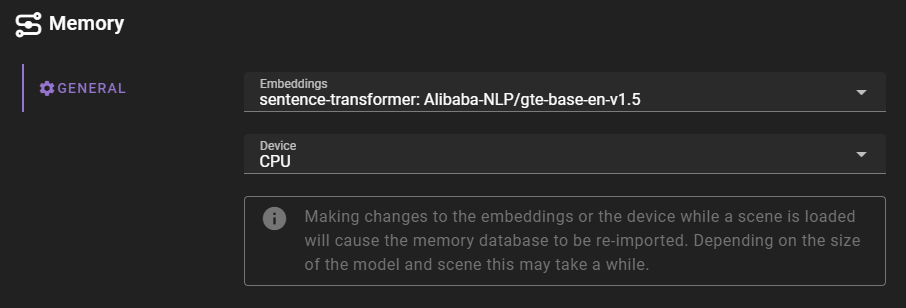 Memory
GENERAL
Embeddings
sentence-transformer: Alibaba-NLP/gte-base-en-v1.5
Device
CPU
Making changes to the embeddings or the device while a scene is loaded
will cause the memory database to be re-imported. Depending on the size
of the model and scene this may take a while.